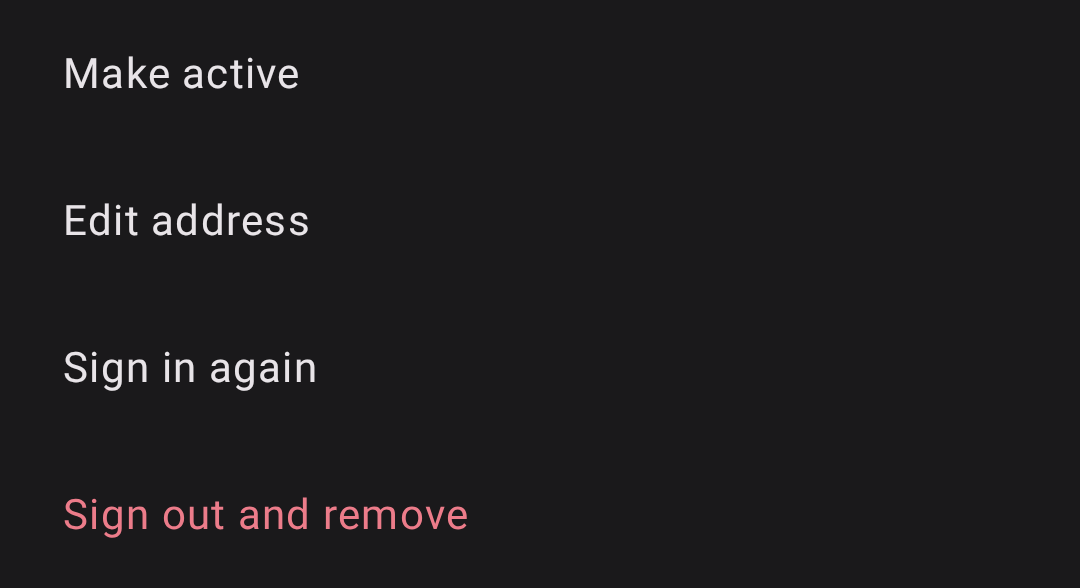 Make active
Edit address
Sign in again
Sign out and remove